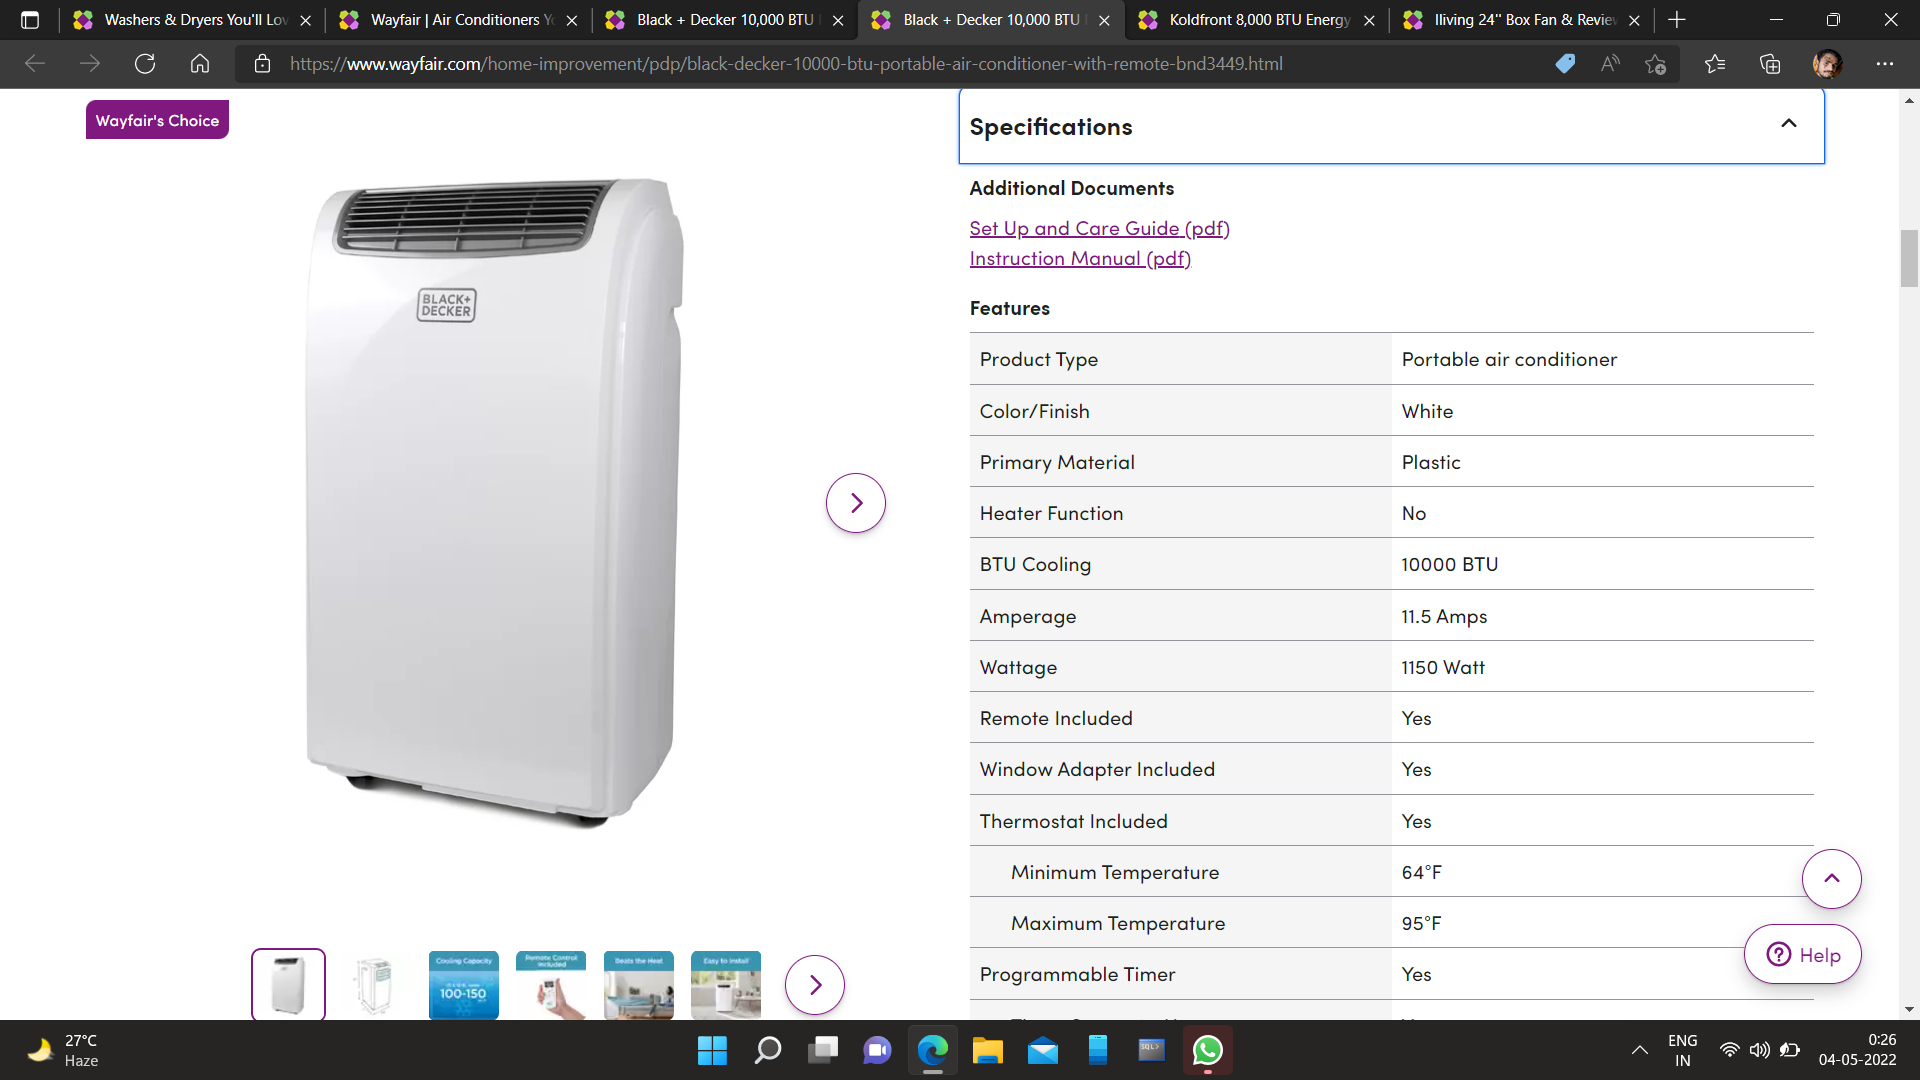 Washers & Dryers You'll Lov
Wayfair | Air Conditioners Yo
Black + Decker 10,000 BTU
Black + Decker 10,000 BTU
Koldfront 8,000 BTU Energy
Iliving 24'' Box Fan & Review
https://www.wayfair.com/home-improvement/pdp/black-decker-10000-btu-portable-air-conditioner-with-remote-bnd3449.html
Wayfair's Choice
BLACK+
DECKER
Cooling Capacity
100-150
Remote Control
Included
Beats the Heat
Easy to Install
Specifications
Additional Documents
Set Up and Care Guide (pdf)
Instruction Manual (pdf)
Features
Product Type Portable air conditioner
Color/Finish White
Primary Material Plastic
Heater Function No
BTU Cooling 10000 BTU
Amperage 11.5 Amps
Wattage 1150 Watt
Remote Included Yes
Window Adapter Included Yes
Thermostat Included Yes
Minimum Temperature 64°F
Maximum Temperature 95°F
Programmable Timer Yes
Help
27°C
Haze
SQL>
ENG
IN
0:26
04-05-2022